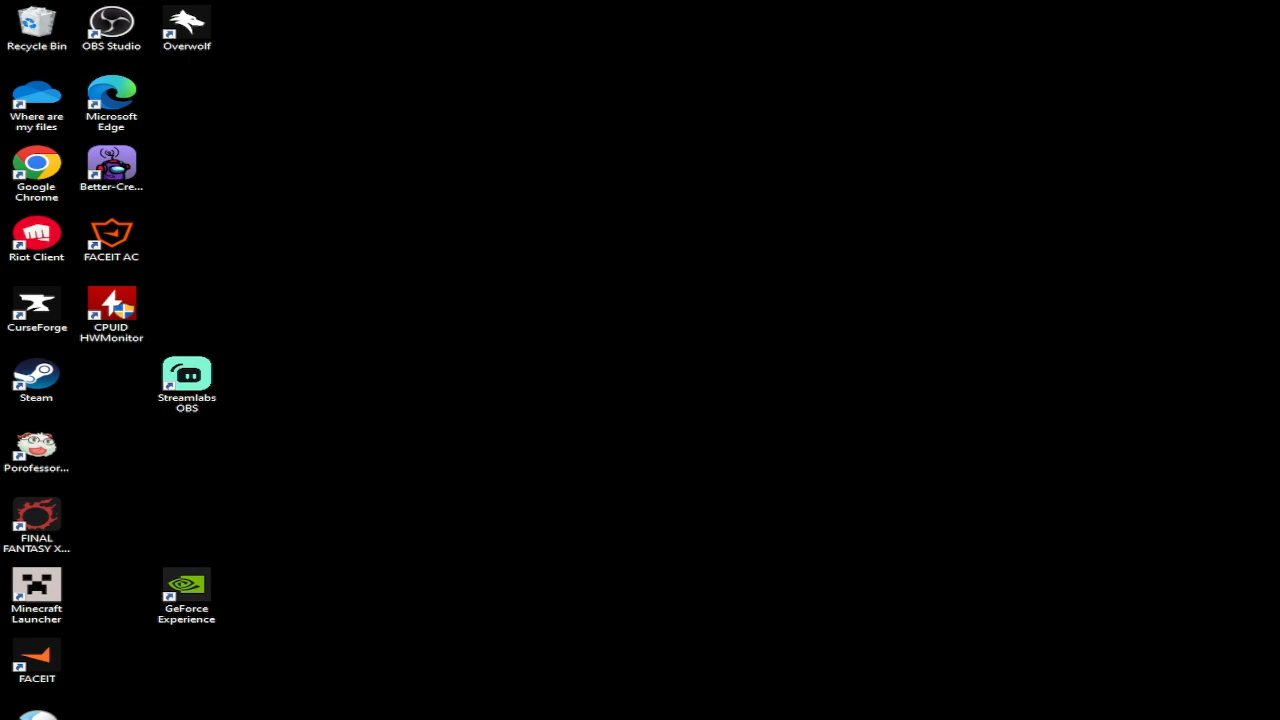 Recycle Bin
OBS Studio
Overwolf
Where are
my files
Microsoft
Edge
Google
Chrome
Better-Cre...
Riot Client
FACEIT AC
CurseForge
CPUID
HWMonitor
Steam
Streamlabs
OBS
Porofessor...
FINAL
FANTASY X...
Minecraft
Launcher
GeForce
Experience
FACEIT